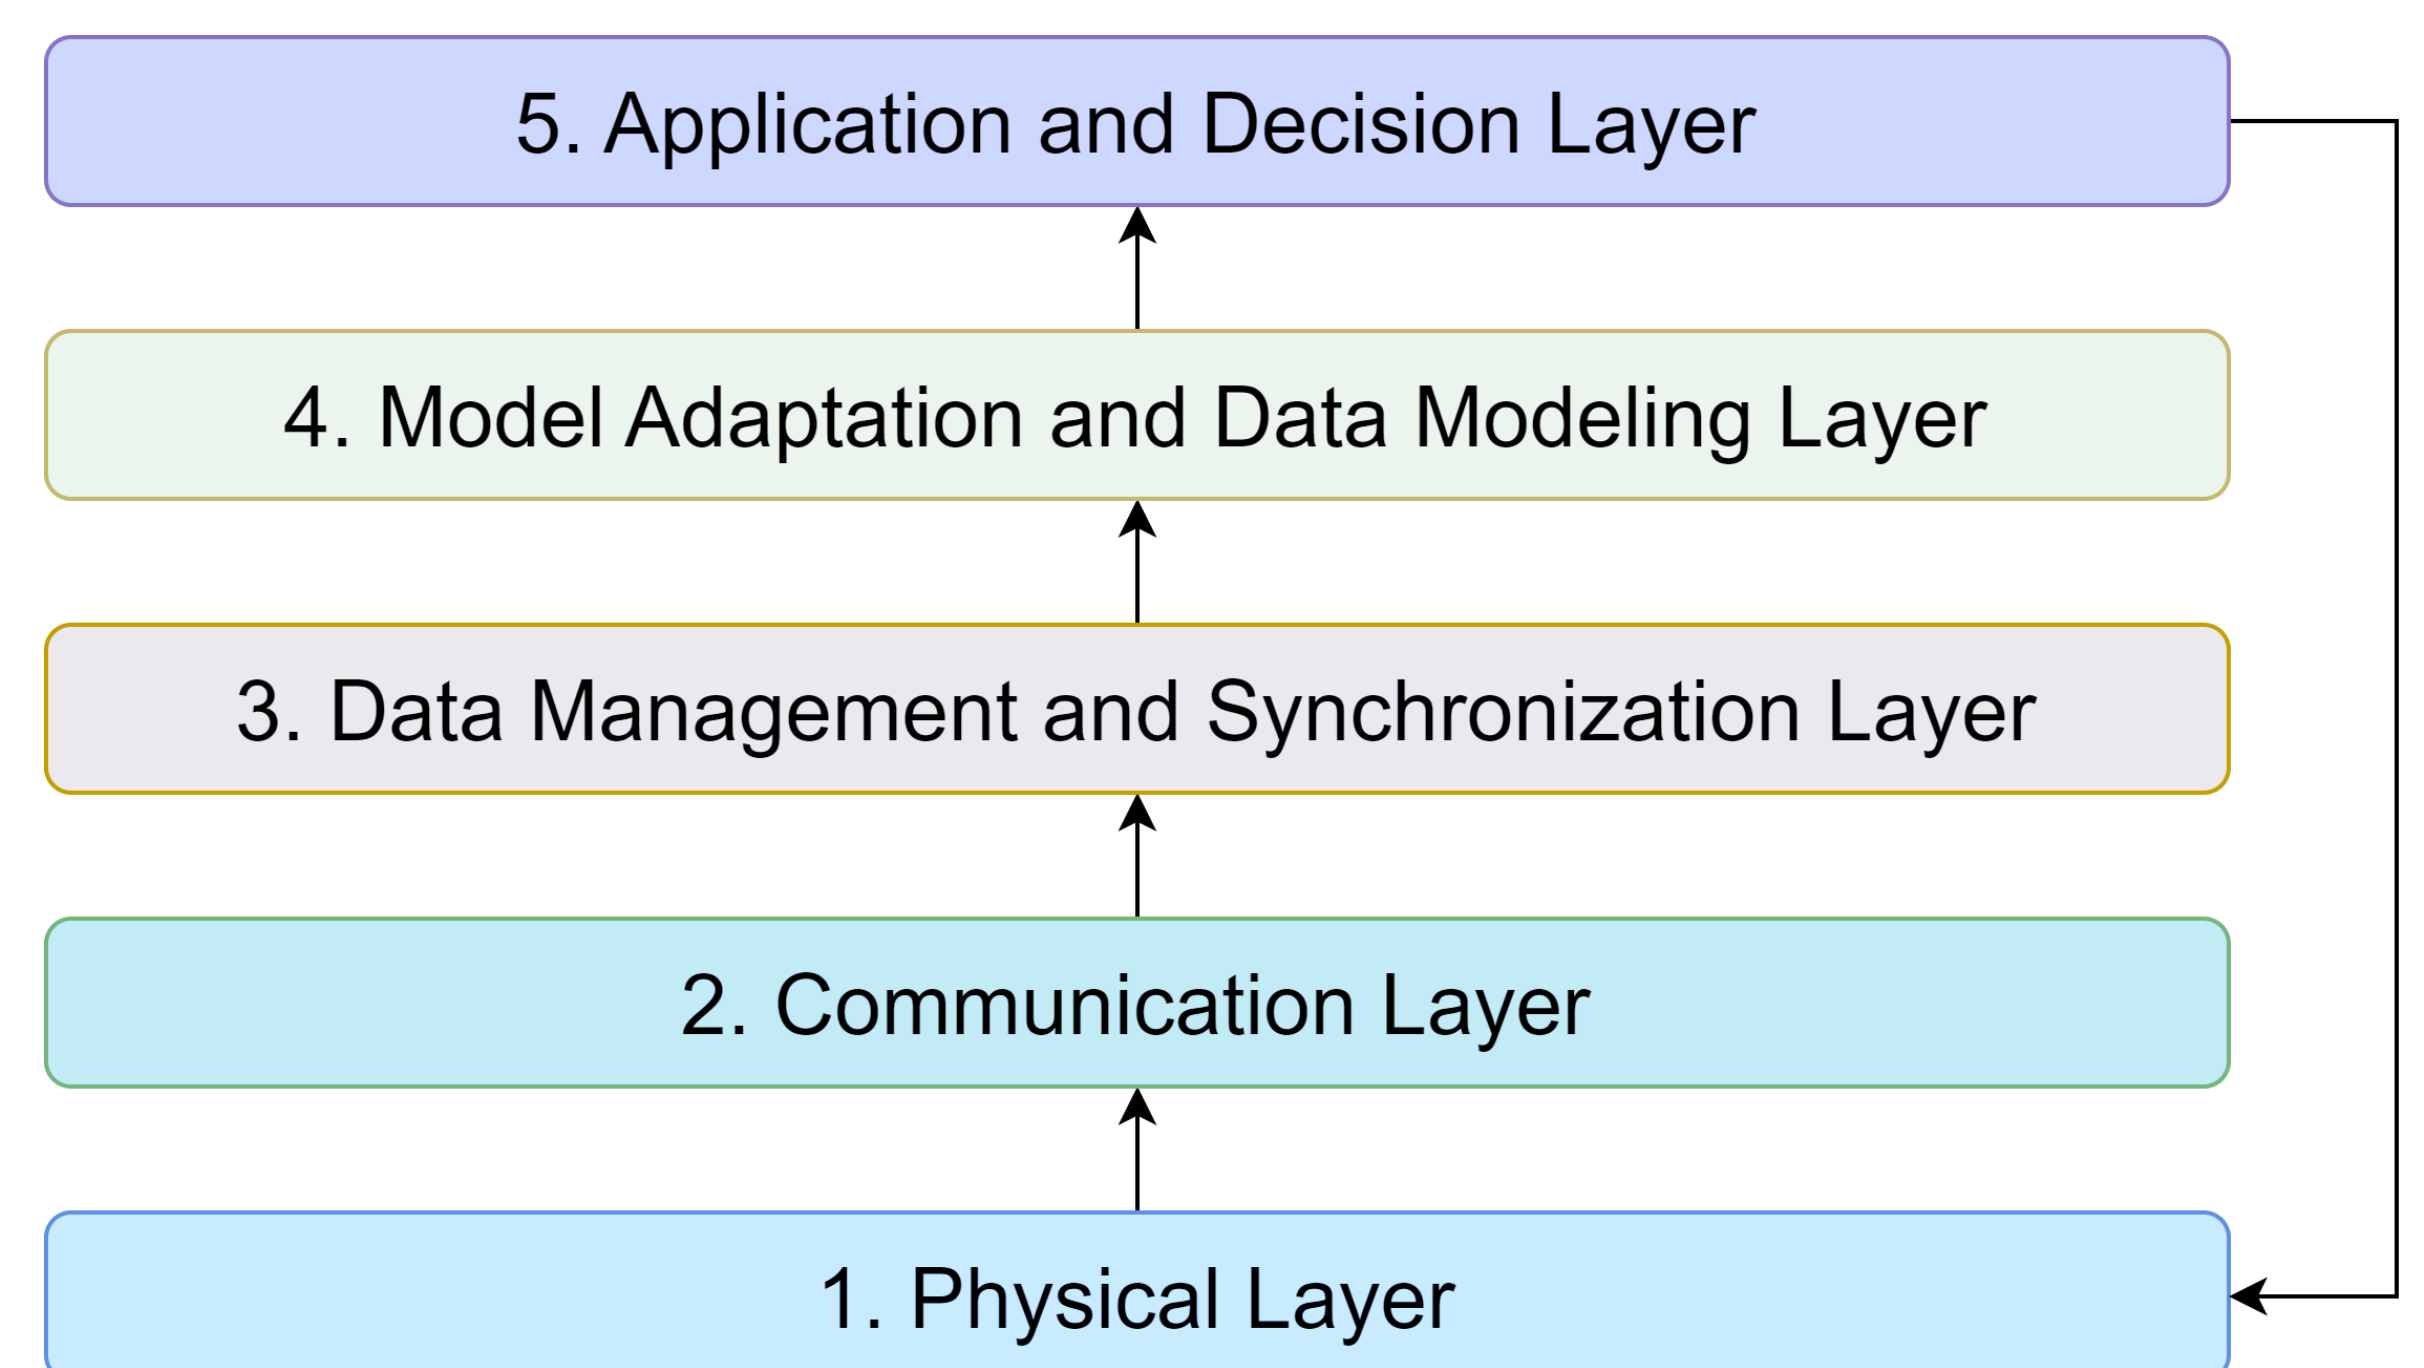 5. Application and Decision Layer
4. Model Adaptation and Data Modeling Layer
3. Data Management and Synchronization Layer
2. Communication Layer
1. Physical Layer